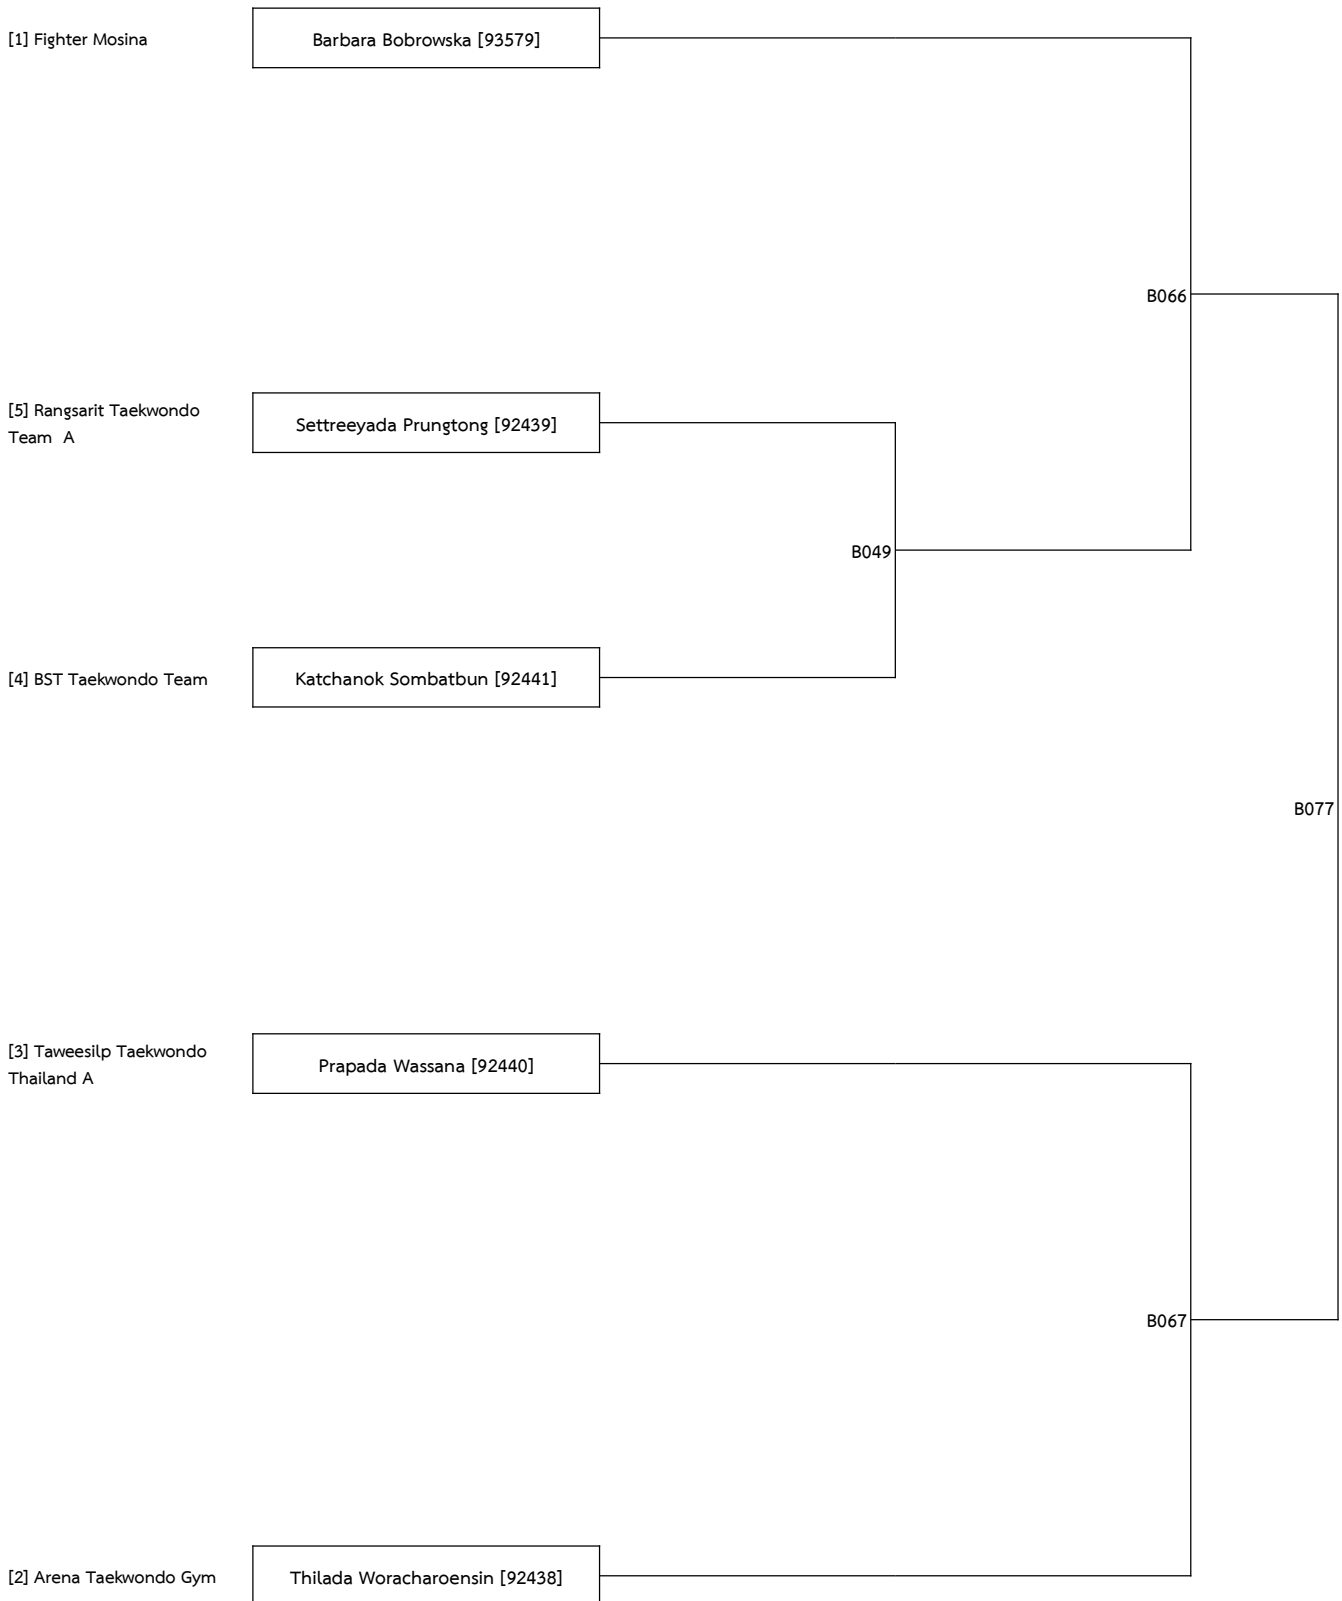 [1] Fighter Mosina
Barbara Bobrowska [93579]
B066
[5] Rangsarit Taekwondo
Team A
Settreeyada Prungtong [92439]
B049
[4] BST Taekwondo Team
Katchanok Sombatbun [92441]
B077
[3] Taweesilp Taekwondo
Thailand A
Prapada Wassana [92440]
B067
[2] Arena Taekwondo Gym
Thilada Woracharoensin [92438]